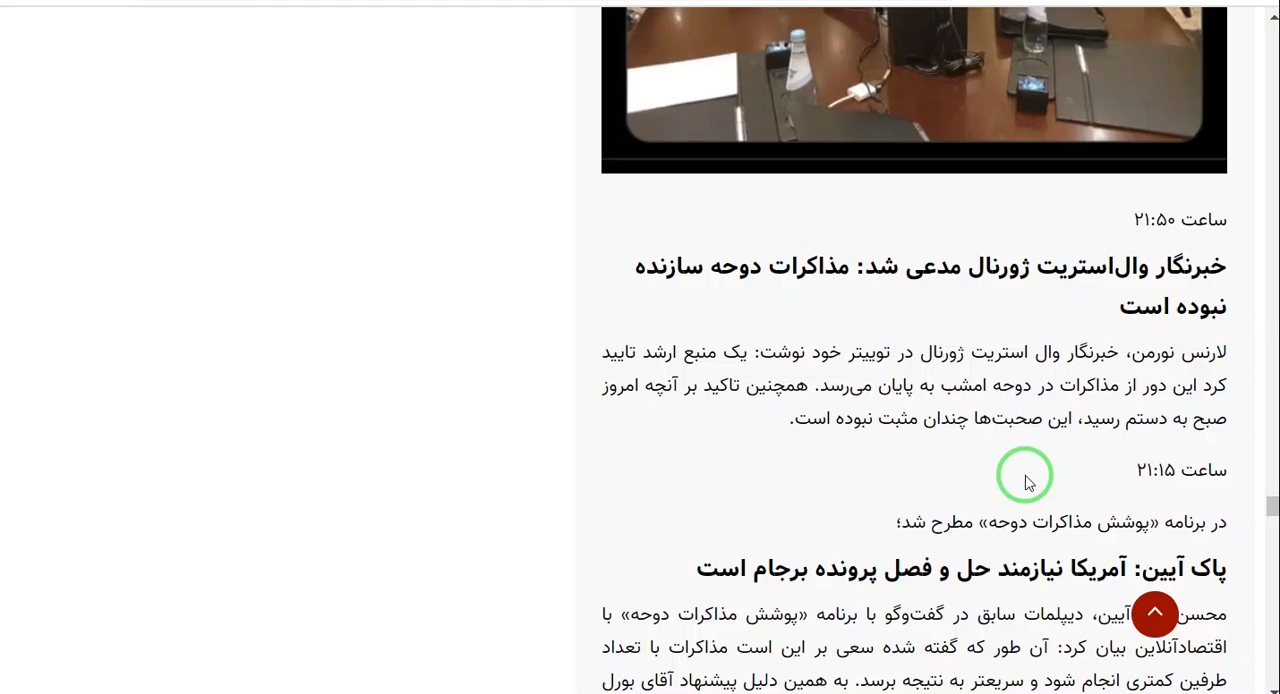 ساعت ۲۱:۵۰
خبرنگار وال‌استریت ژورنال مدعی شد: مذاکرات دوحه سازنده
نبوده است
لارنس نورمن، خبرنگار وال استریت ژورنال در توییتر خود نوشت: یک منبع ارشد تایید
کرد این دور از مذاکرات در دوحه امشب به پایان می‌رسد. همچنین تاکید بر آنچه امروز
صبح به دستم رسید، این صحبت‌ها چندان مثبت نبوده است.
ساعت ۲۱:۱۵
در برنامه «پوشش مذاکرات دوحه» مطرح شد؛
پاک آیین: آمریکا نیازمند حل و فصل پرونده برجام است
محسن آیین، دیپلمات سابق در گفت‌وگو با برنامه «پوشش مذاکرات دوحه» با
اقتصادآنلاین بیان کرد: آن طور که گفته شده سعی بر این است مذاکرات با تعداد
طرفین کمتری انجام شود و سریعتر به نتیجه برسد. به همین دلیل پیشنهاد آقای بورل